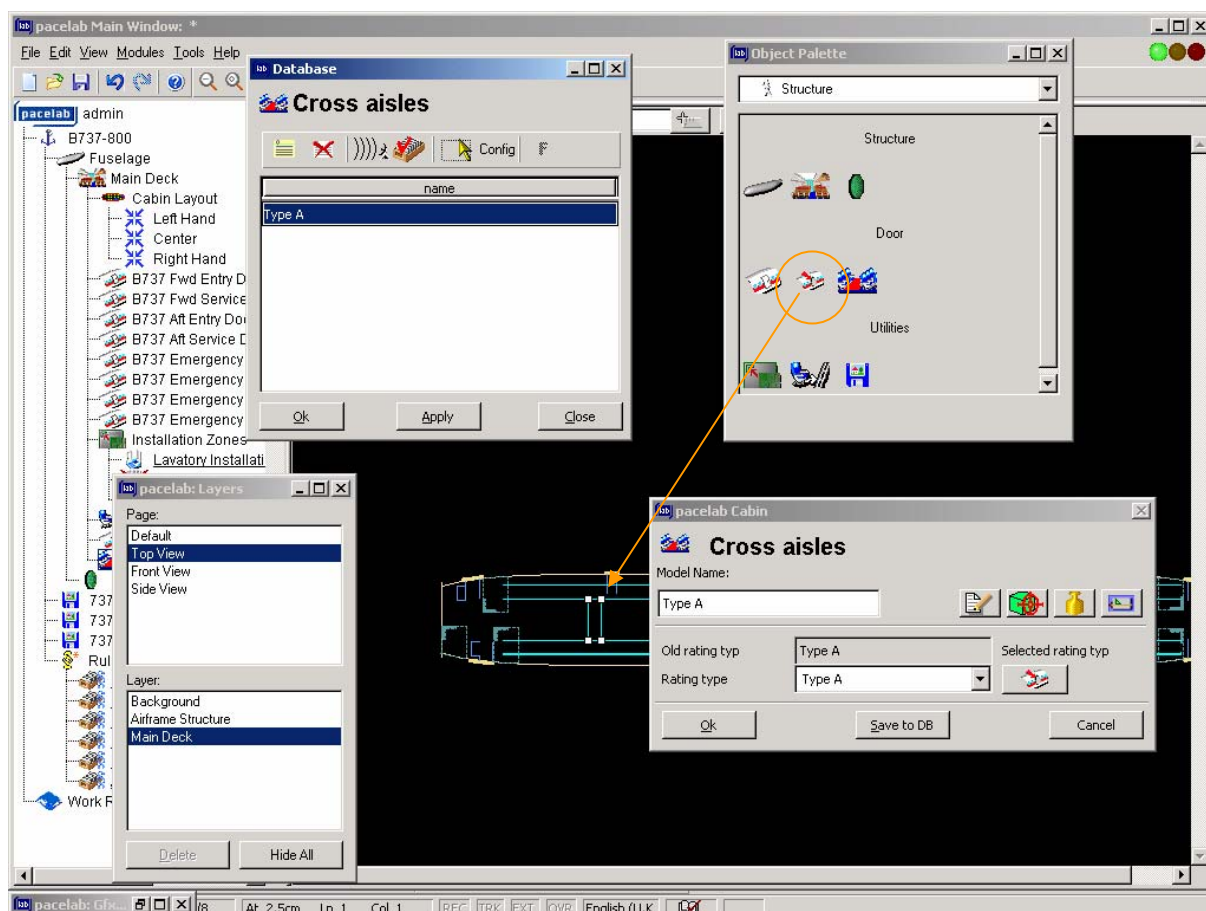 pacelab Main Window: *
File Edit View Modules Tools Help
pacelab admin
B737-800
Fuselage
Main Deck
Cabin Layout
Left Hand
Center
Right Hand
B737 Fwd Entry D
B737 Fwd Service
B737 Aft Entry Do
B737 Aft Service D
B737 Emergency
B737 Emergency
B737 Emergency
B737 Emergency
Installation Zones
Lavatory Installati
737
737
737
Rul
Work R
Database
Cross aisles
Config
name
Type A
Ok Apply Close
Object Palette
Structure
Structure
Door
Utilities
pacelab: Layers
Page:
Default
Top View
Front View
Side View
Layer:
Background
Airframe Structure
Main Deck
Delete Hide All
pacelab Cabin
Cross aisles
Model Name:
Type A
Old rating typ Type A Selected rating typ
Rating type Type A
Ok Save to DB Cancel
pacelab: Gfx... /8 At 2.5cm Ln 1 Col 1 REC TRK EXT OVR English (U.K